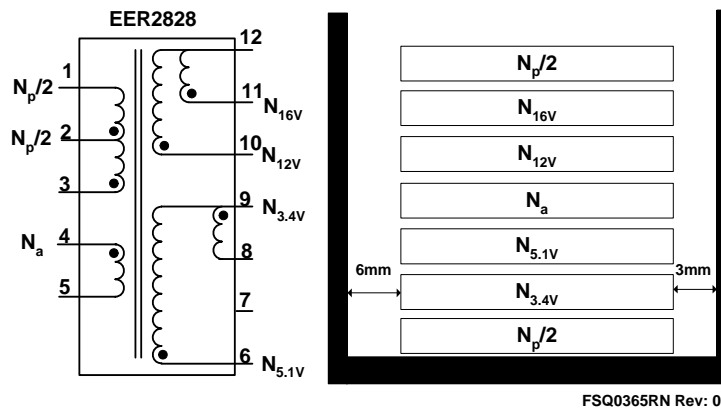 EER2828
12
1
Np/2
11
N16V
Np/2
2
10
N12V
3
9
N3.4V
Na
4
8
5
7
6
N5.1V
Np/2
N16V
N12V
Na
N5.1V
6mm
3mm
N3.4V
Np/2
FSQ0365RN Rev: 0